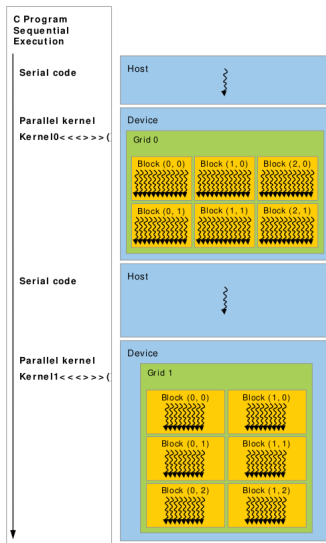 C Program
Sequential
Execution
Serial code
Host
Parallel kernel
Kernel0<<<>>>(
Device
Grid 0
Block (0, 0)
Block (1, 0)
Block (2, 0)
Block (0, 1)
Block (1, 1)
Block (2, 1)
Serial code
Host
Parallel kernel
Kernel1<<<>>>(
Device
Grid 1
Block (0, 0)
Block (1, 0)
Block (0, 1)
Block (1, 1)
Block (0, 2)
Block (1, 2)